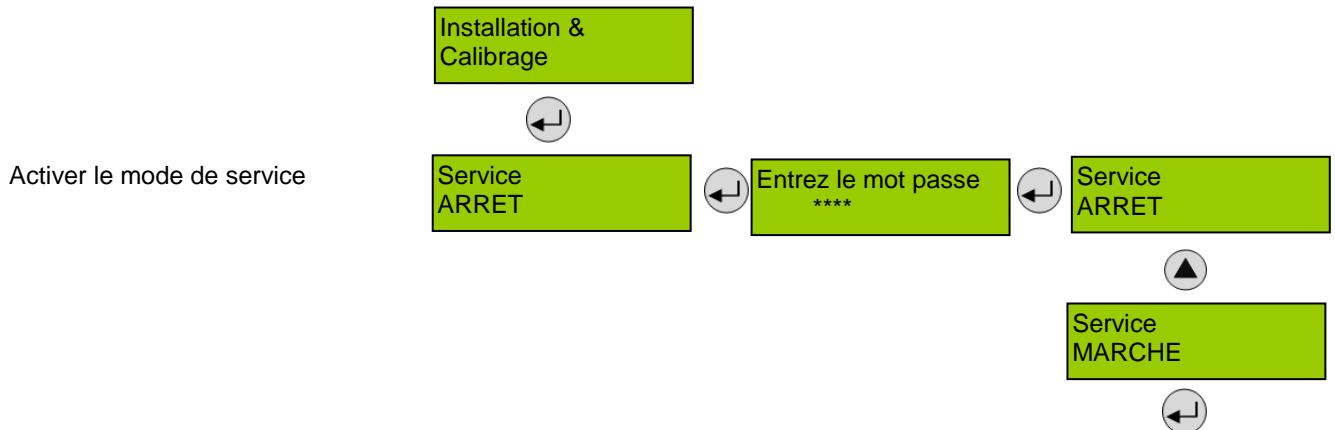 Installation &
Calibrage
Activer le mode de service
Service
ARRET
Entrez le mot passe
****
Service
ARRET
Service
MARCHE